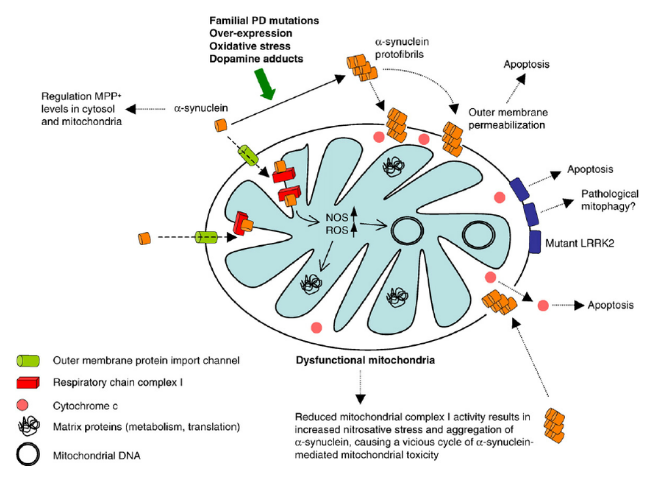 Familial PD mutations
Over-expression
Oxidative stress
Dopamine adducts
α-synuclein
protofibrils
Apoptosis
Regulation MPP+
levels in cytosol
and mitochondria
α-synuclein
Outer membrane
permeabilization
Apoptosis
Pathological
mitophagy?
Mutant LRRK2
NOS
ROS
Apoptosis
Dysfunctional mitochondria
Outer membrane protein import channel
Respiratory chain complex I
Cytochrome c
Matrix proteins (metabolism, translation)
Mitochondrial DNA
Reduced mitochondrial complex I activity results in
increased nitrosative stress and aggregation of
α-synuclein, causing a vicious cycle of α-synuclein-
mediated mitochondrial toxicity